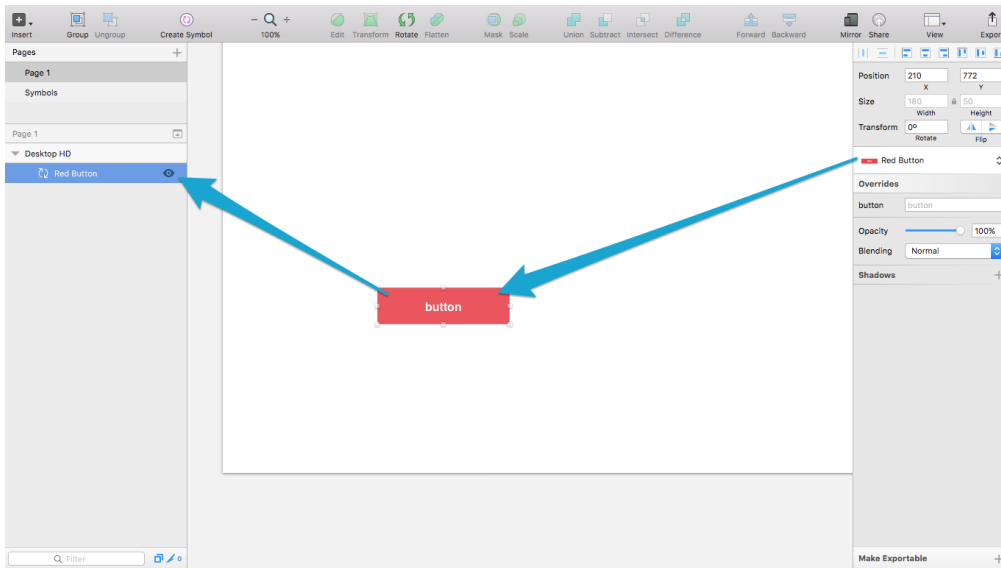 Insert Group Ungroup Create Symbol 100% Edit Transform Rotate Flatten Mask Scale Union Subtract Intersect Difference Forward Backward Mirror Share View Expor
Pages
Page 1
Symbols
Page 1
Desktop HD
Red Button
Filter
0
button
Position 210 772
X Y
Size 180 50
Width Height
Transform 0º
Rotate Flip
Red Button
Overrides
button button
Opacity 100%
Blending Normal
Shadows
Make Exportable